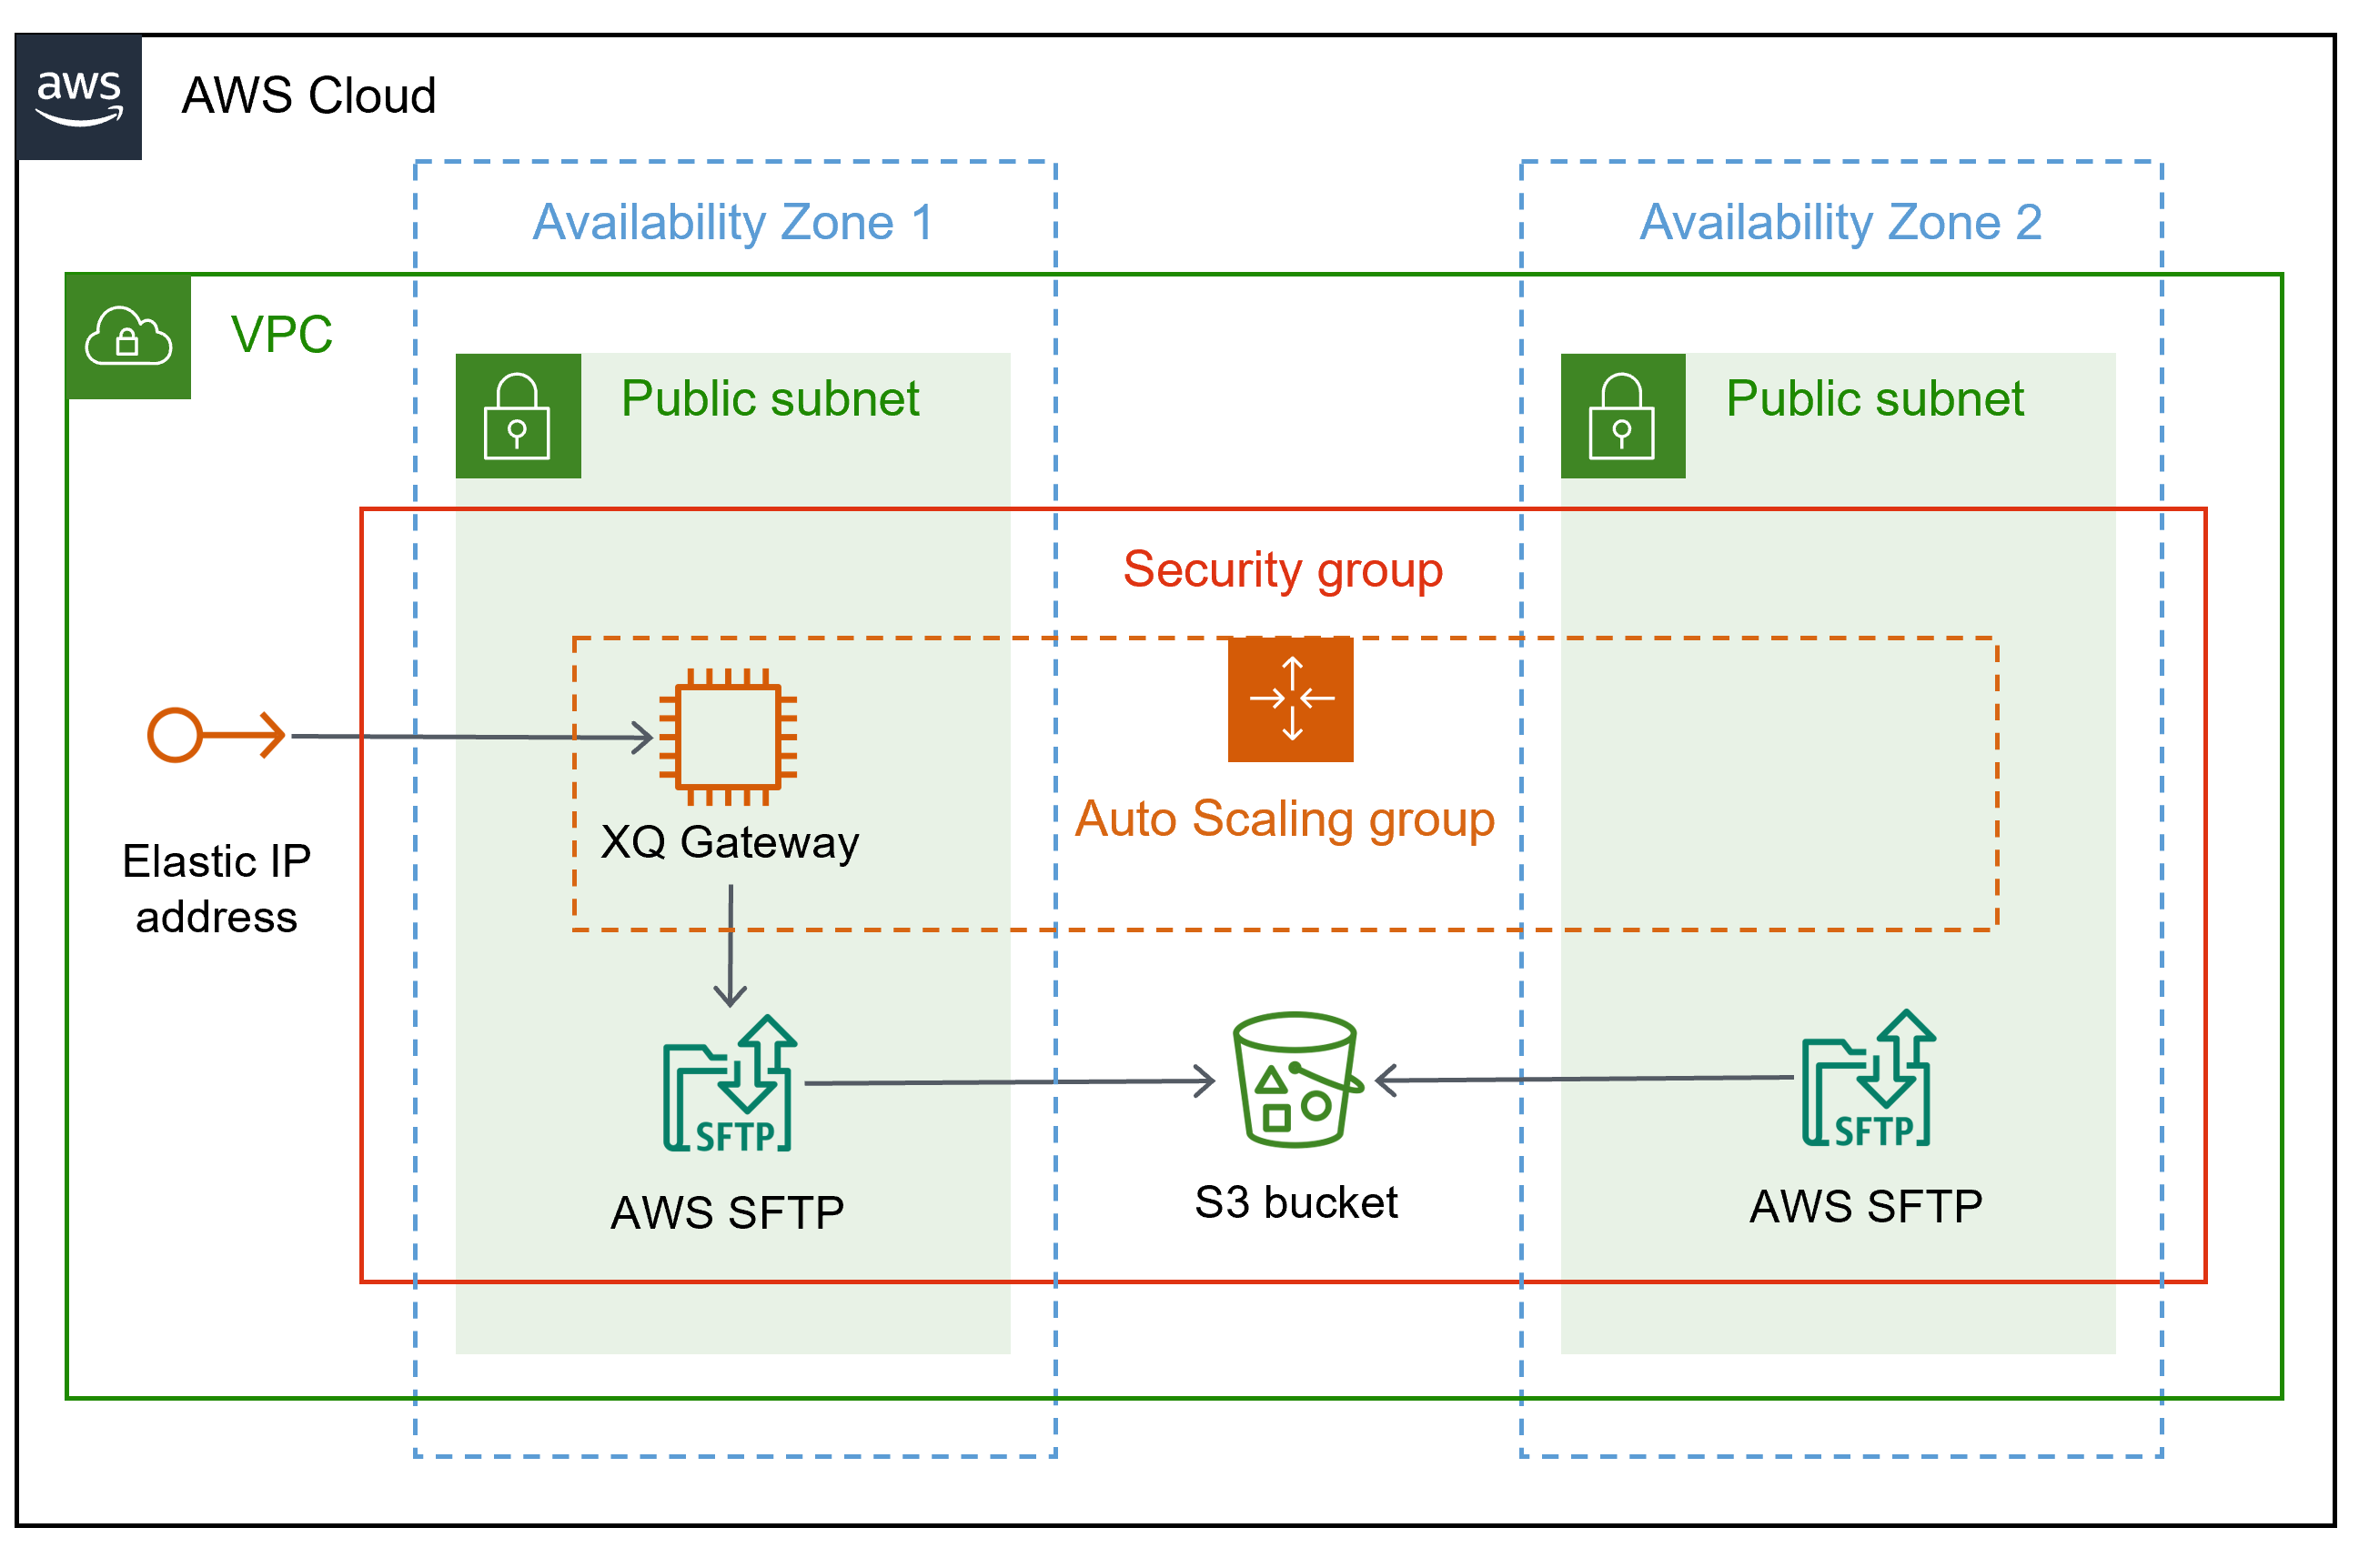 aws
AWS Cloud
Availability Zone 1
Availability Zone 2
VPC
Public subnet
Public subnet
Security group
Auto Scaling group
XQ Gateway
Elastic IP
address
SFTP
SFTP
AWS SFTP
S3 bucket
AWS SFTP